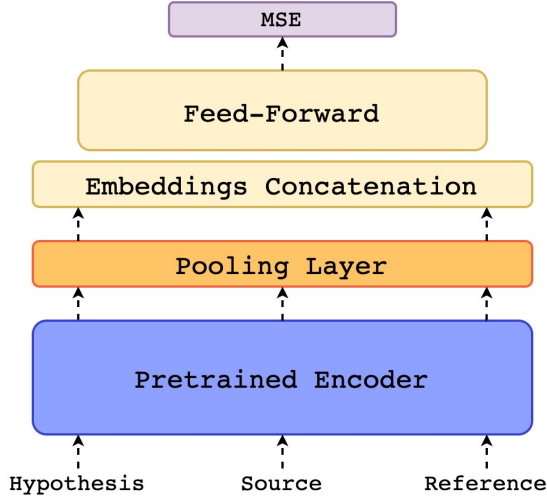 MSE
Feed-Forward
Embeddings Concatenation
Pooling Layer
Pretrained Encoder
Hypothesis Source Reference